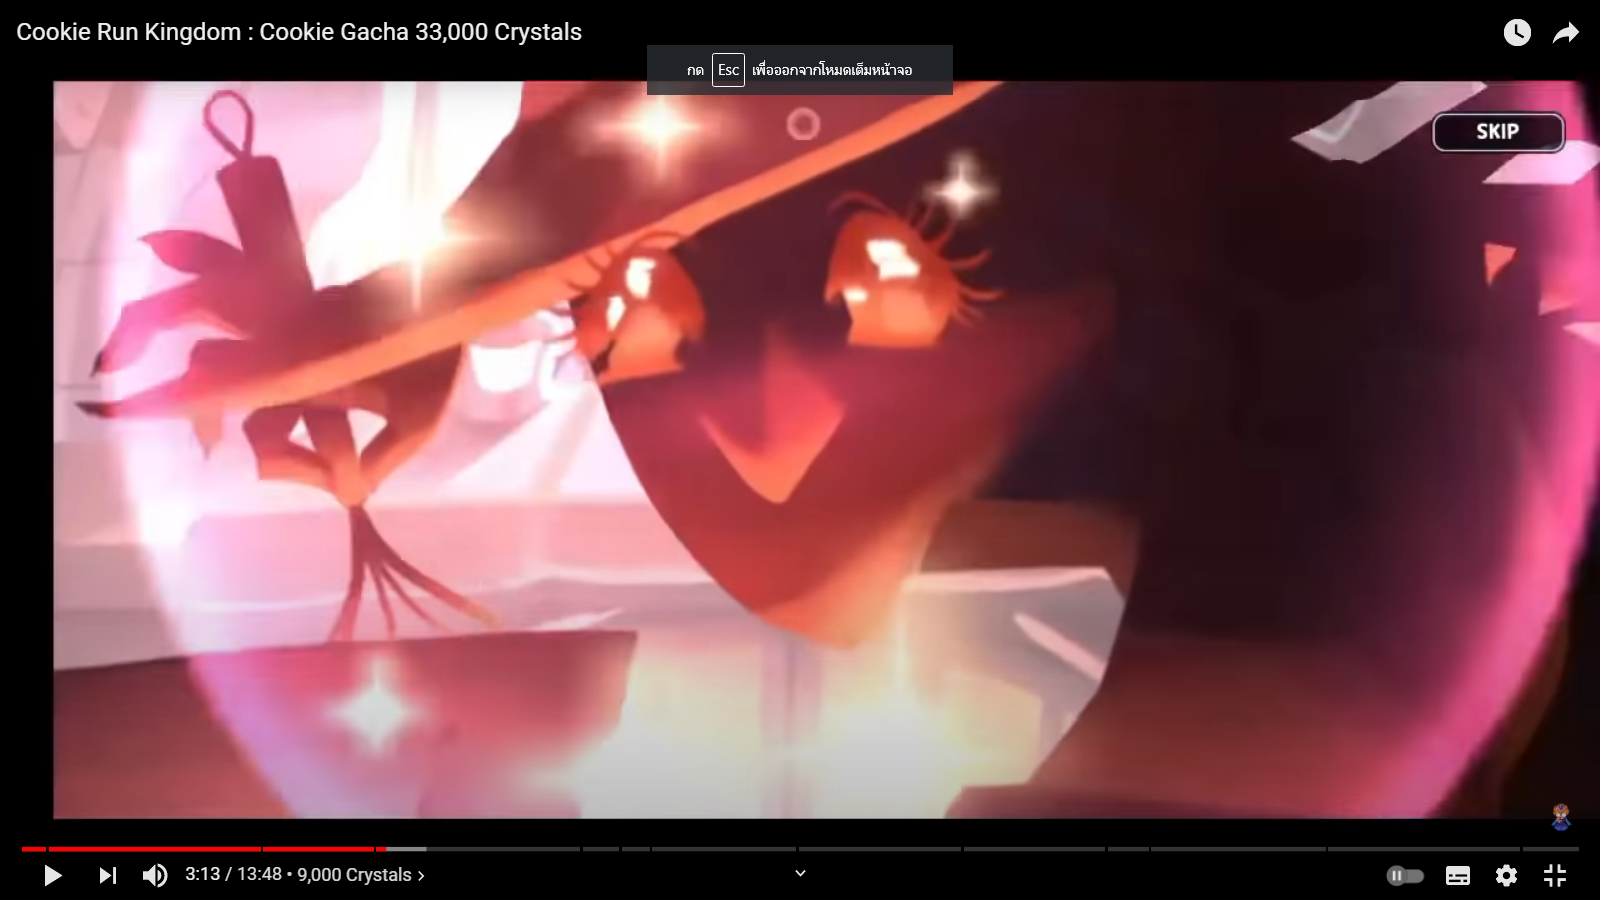 Cookie Run Kingdom : Cookie Gacha 33,000 Crystals
กด Esc เพื่อออกจากโหมดเต็มหน้าจอ
SKIP
3:13 / 13:48 • 9,000 Crystals ›